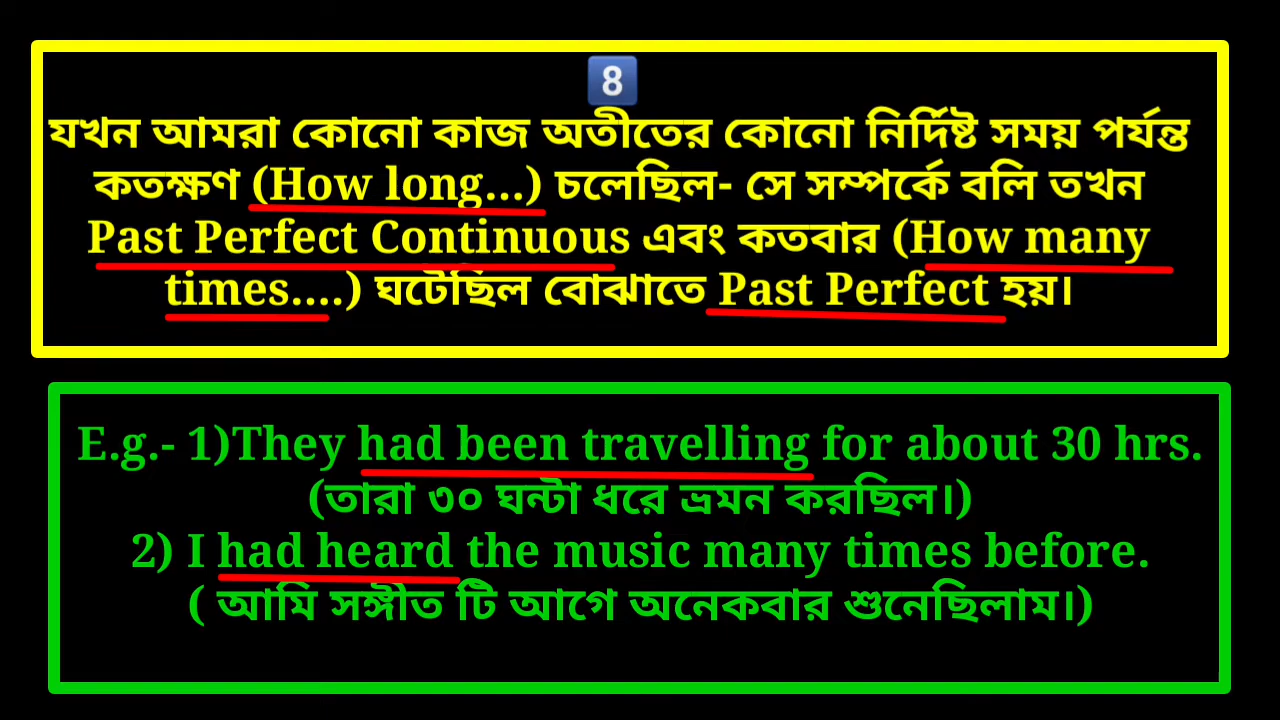 8
যখন আমরা কোনো কাজ অতীতের কোনো নির্দিষ্ট সময় পর্যন্ত
কতক্ষণ (How long...) চলেছিল- সে সম্পর্কে বলি তখন
Past Perfect Continuous এবং কতবার (How many
times....) ঘটেছিল বোঝাতে Past Perfect হয়।
E.g.- 1)They had been travelling for about 30 hrs.
(তারা ৩০ ঘন্টা ধরে ভ্রমন করছিল।)
2) I had heard the music many times before.
( আমি সঙ্গীত টি আগে অনেকবার শুনেছিলাম।)